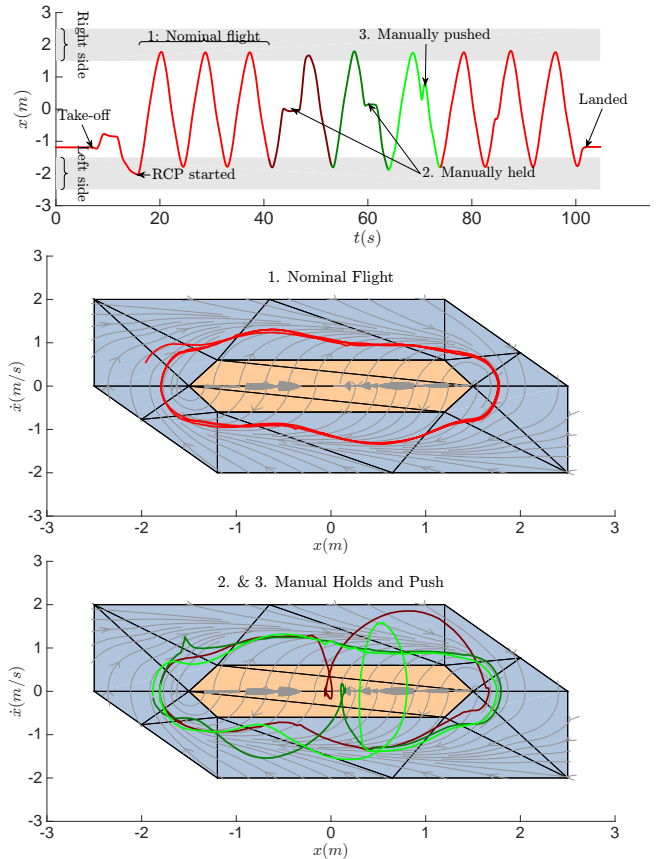 3
2
1
0
-1
-2
-3
x(m)
Right side
Left side
1: Nominal flight
3. Manually pushed
Take-off
Landed
RCP started
2. Manually held
0 20 40 60 80 100
t(s)
1. Nominal Flight
3
2
1
0
-1
-2
-3
ẋ(m/s)
-3 -2 -1 0 1 2 3
x(m)
2. & 3. Manual Holds and Push
3
2
1
0
-1
-2
-3
ẋ(m/s)
-3 -2 -1 0 1 2 3
x(m)